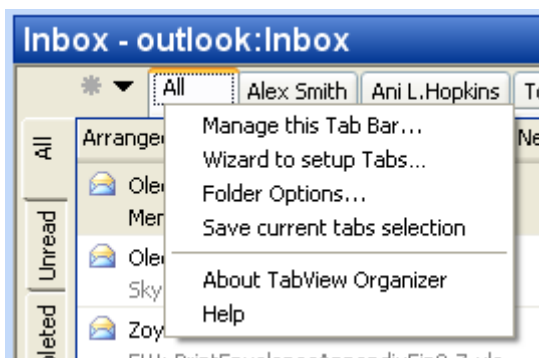 Inbox - outlook:Inbox
All Alex Smith Ani L.Hopkins
Manage this Tab Bar...
Wizard to setup Tabs...
Folder Options...
Save current tabs selection
About TabView Organizer
Help
All
Unread
Sky